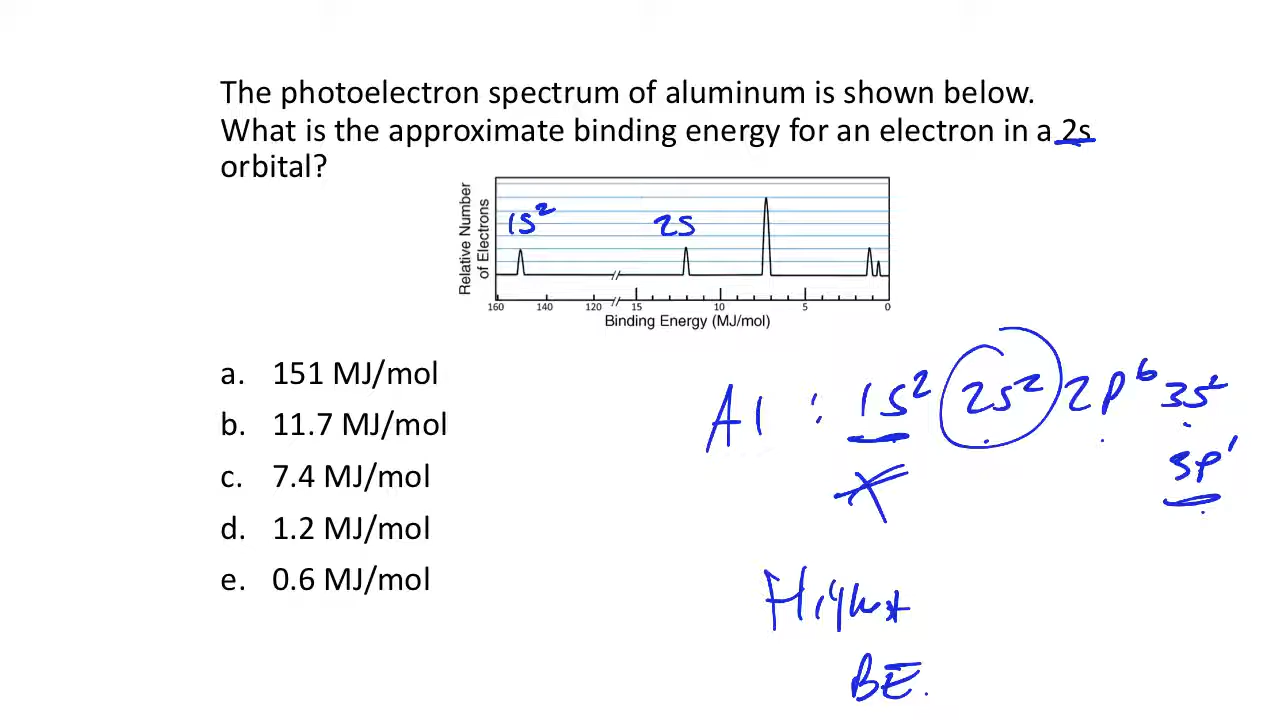 The photoelectron spectrum of aluminum is shown below.
What is the approximate binding energy for an electron in a 2s
orbital?
Relative Number
of Electrons
1s²
2s
160 140 120 15 10 5 0
Binding Energy (MJ/mol)
a. 151 MJ/mol
b. 11.7 MJ/mol
c. 7.4 MJ/mol
d. 1.2 MJ/mol
e. 0.6 MJ/mol
Al : 1s² 2s² 2p⁶ 3s²
3p¹
Highest
BE.